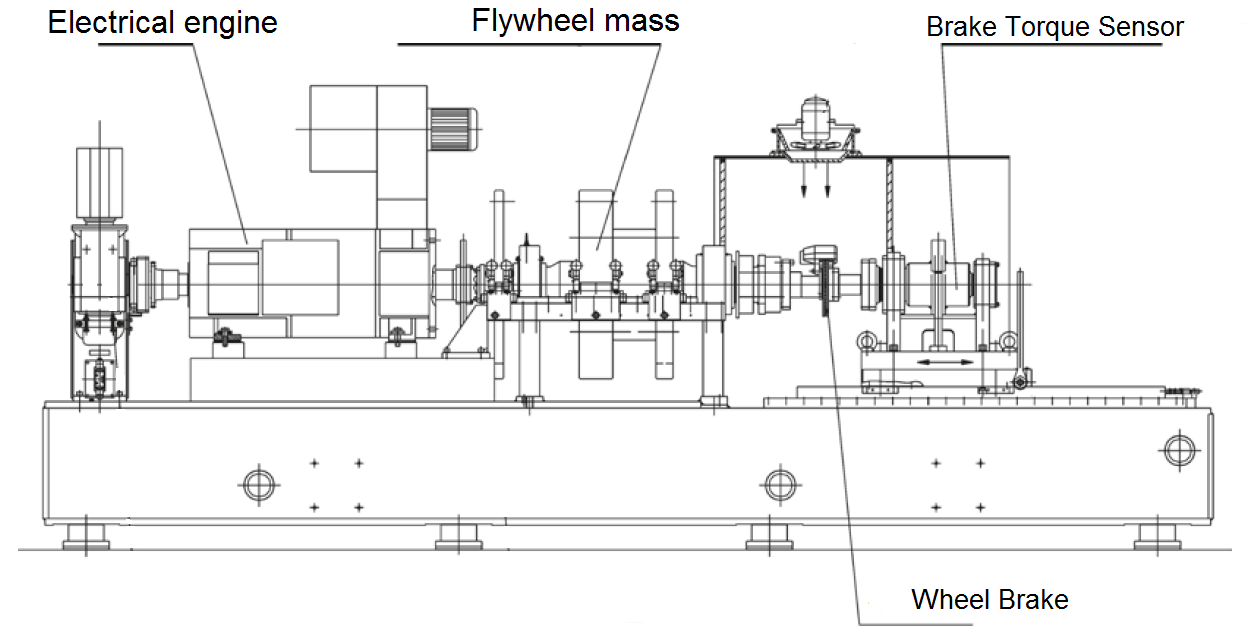 Electrical engine
Flywheel mass
Brake Torque Sensor
Wheel Brake